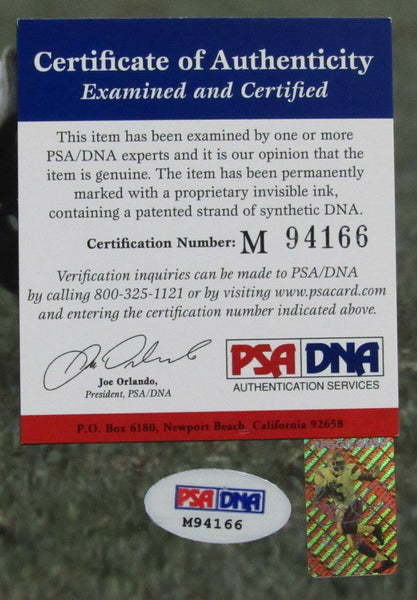 Certificate of Authenticity
Examined and Certified
This item has been examined by one or more
PSA/DNA experts and it is our opinion that the
item is genuine. The item has been permanently
marked with a proprietary invisible ink,
containing a patented strand of synthetic DNA.
Certification Number: M 94166
Verification inquiries can be made to PSA/DNA
by calling 800-325-1121 or by visiting www.psacard.com
and entering the certification number indicated above.
Joe Orlando,
President, PSA/DNA
PSA DNA
AUTHENTICATION SERVICES
P.O. Box 6180, Newport Beach, California 92658
PSA DNA
M94166